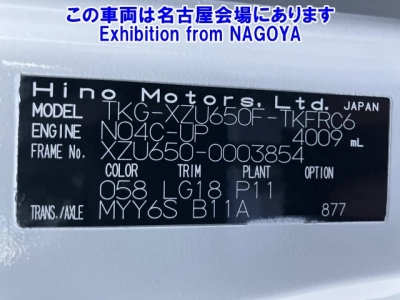 この車両は名古屋会場にあります
Exhibition from NAGOYA
Hino Motors, Ltd. JAPAN
MODEL TKG-XZU650F-TKFRC6
ENGINE N04C-UP 4009 mL
FRAME No. XZU650-0003854
COLOR TRIM PLANT OPTION
058 LG18 P11
TRANS./AXLE MYY6S B11A 877